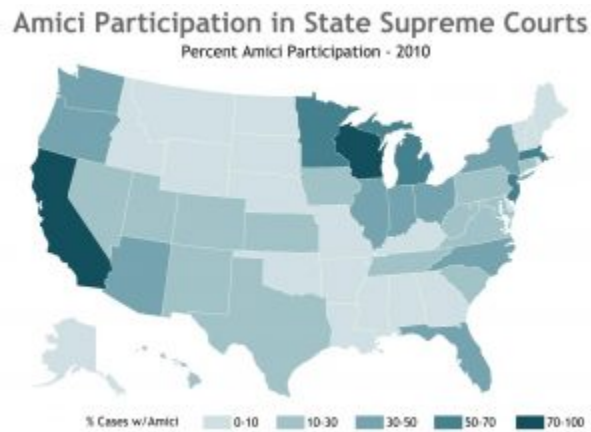 Amici Participation in State Supreme Courts
Percent Amici Participation - 2010
% Cases w/Amici 0-10 10-30 30-50 50-70 70-100